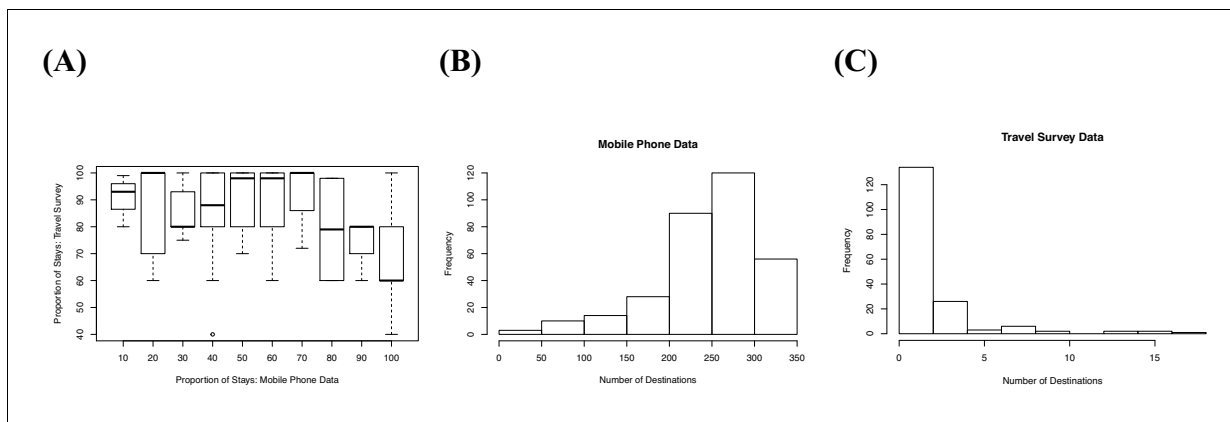 (A)
(B)
(C)
Proportion of Stays: Travel Survey
40 50 60 70 80 90 100
10 20 30 40 50 60 70 80 90 100
Proportion of Stays: Mobile Phone Data
Mobile Phone Data
Frequency
0 20 40 60 80 100 120
0 50 100 150 200 250 300 350
Number of Destinations
Travel Survey Data
Frequency
0 20 40 60 80 100 120
0 5 10 15
Number of Destinations